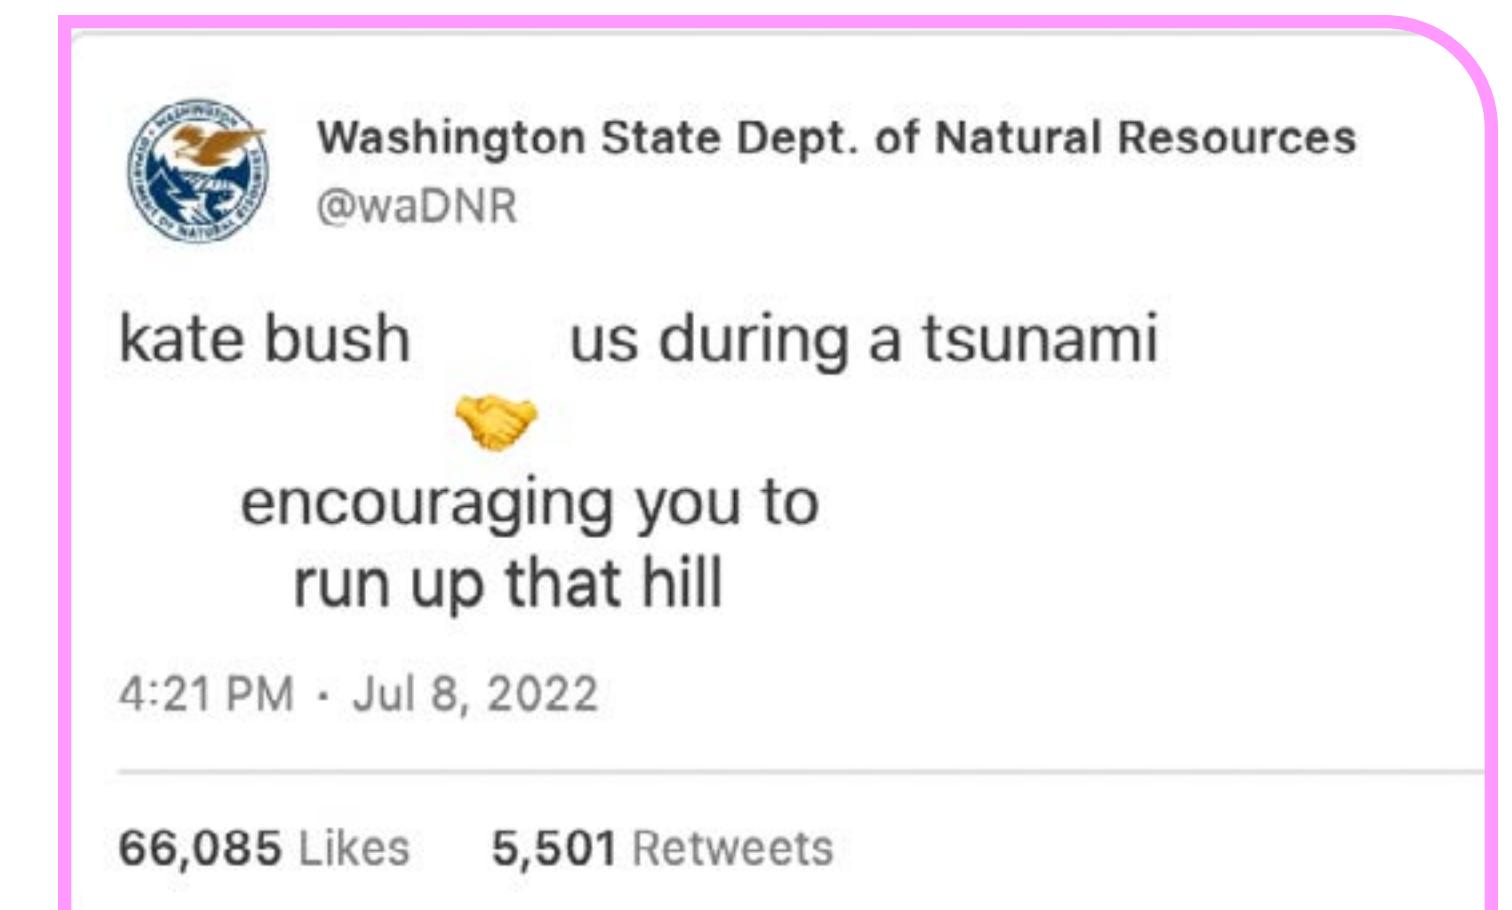 Washington State Dept. of Natural Resources
@waDNR
kate bush us during a tsunami
🤝
encouraging you to
run up that hill
4:21 PM · Jul 8, 2022
66,085 Likes 5,501 Retweets